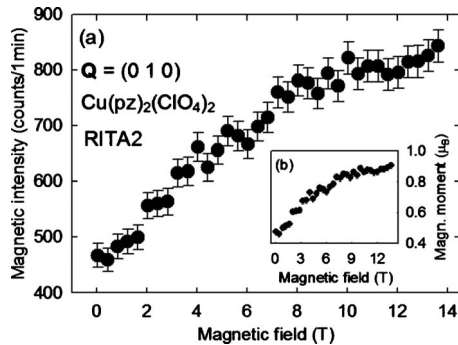 (a)
Q = (0 1 0)
Cu(pz)₂(ClO₄)₂
RITA2
Magnetic intensity (counts/1 min)
900
800
700
600
500
400
0 2 4 6 8 10 12 14
Magnetic field (T)
(b)
1.0
0.8
0.6
0.4
Magn. moment (μ_B)
0 3 6 9 12
Magnetic field (T)